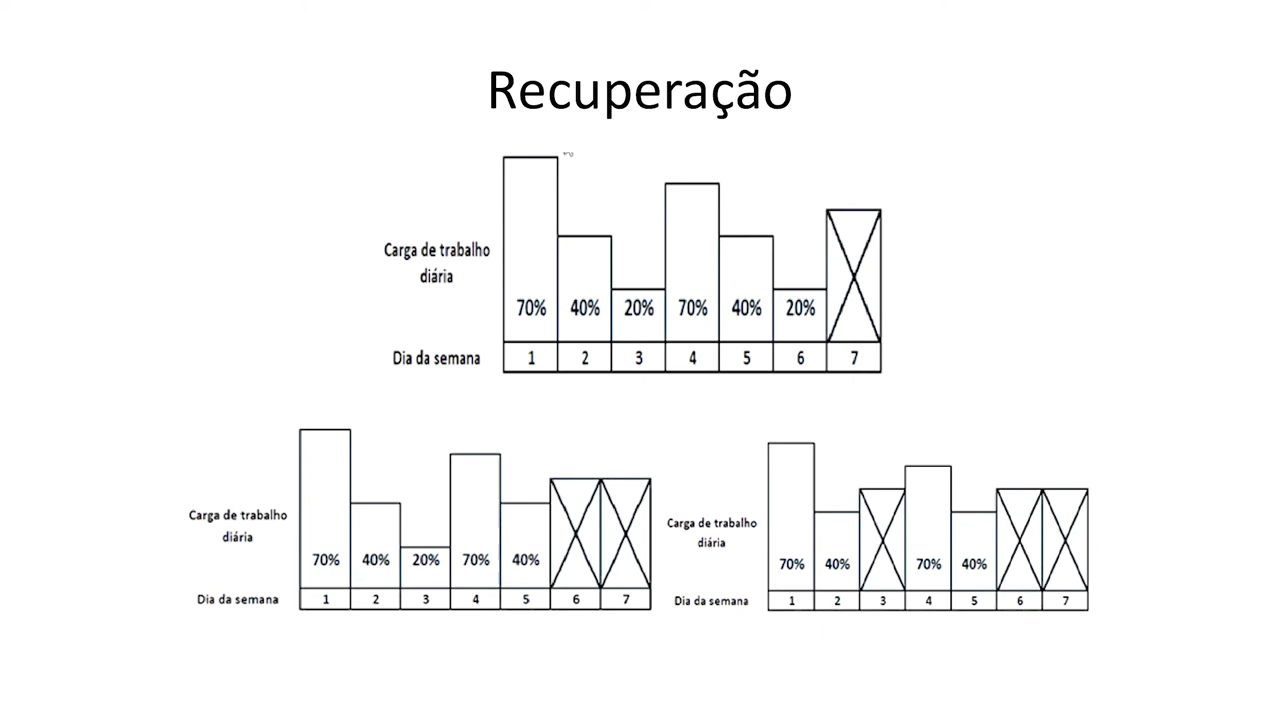 Recuperação
Carga de trabalho
diária
70% 40% 20% 70% 40% 20%
Dia da semana 1 2 3 4 5 6 7
Carga de trabalho
diária
70% 40% 20% 70% 40%
Dia da semana 1 2 3 4 5 6 7
Carga de trabalho
diária
70% 40% 70% 40%
Dia da semana 1 2 3 4 5 6 7